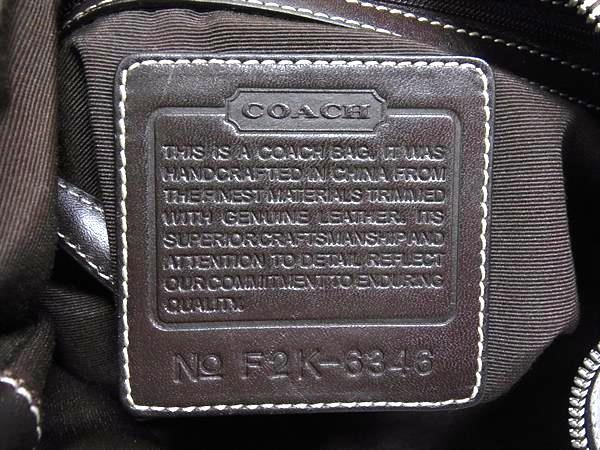 COACH
THIS IS A COACH BAG. IT WAS
HANDCRAFTED IN CHINA FROM
THE FINEST MATERIALS TRIMMED
WITH GENUINE LEATHER. ITS
SUPERIOR CRAFTSMANSHIP AND
ATTENTION TO DETAIL REFLECT
OUR COMMITMENT TO ENDURING
QUALITY.
No F2K-6346